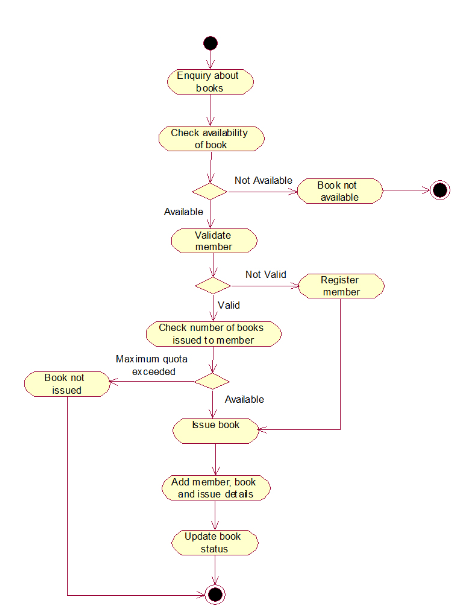 Enquiry about
books
Check availability
of book
Not Available
Book not
available
Available
Validate
member
Not Valid
Register
member
Valid
Check number of books
issued to member
Maximum quota
exceeded
Book not
issued
Available
Issue book
Add member, book
and issue details
Update book
status